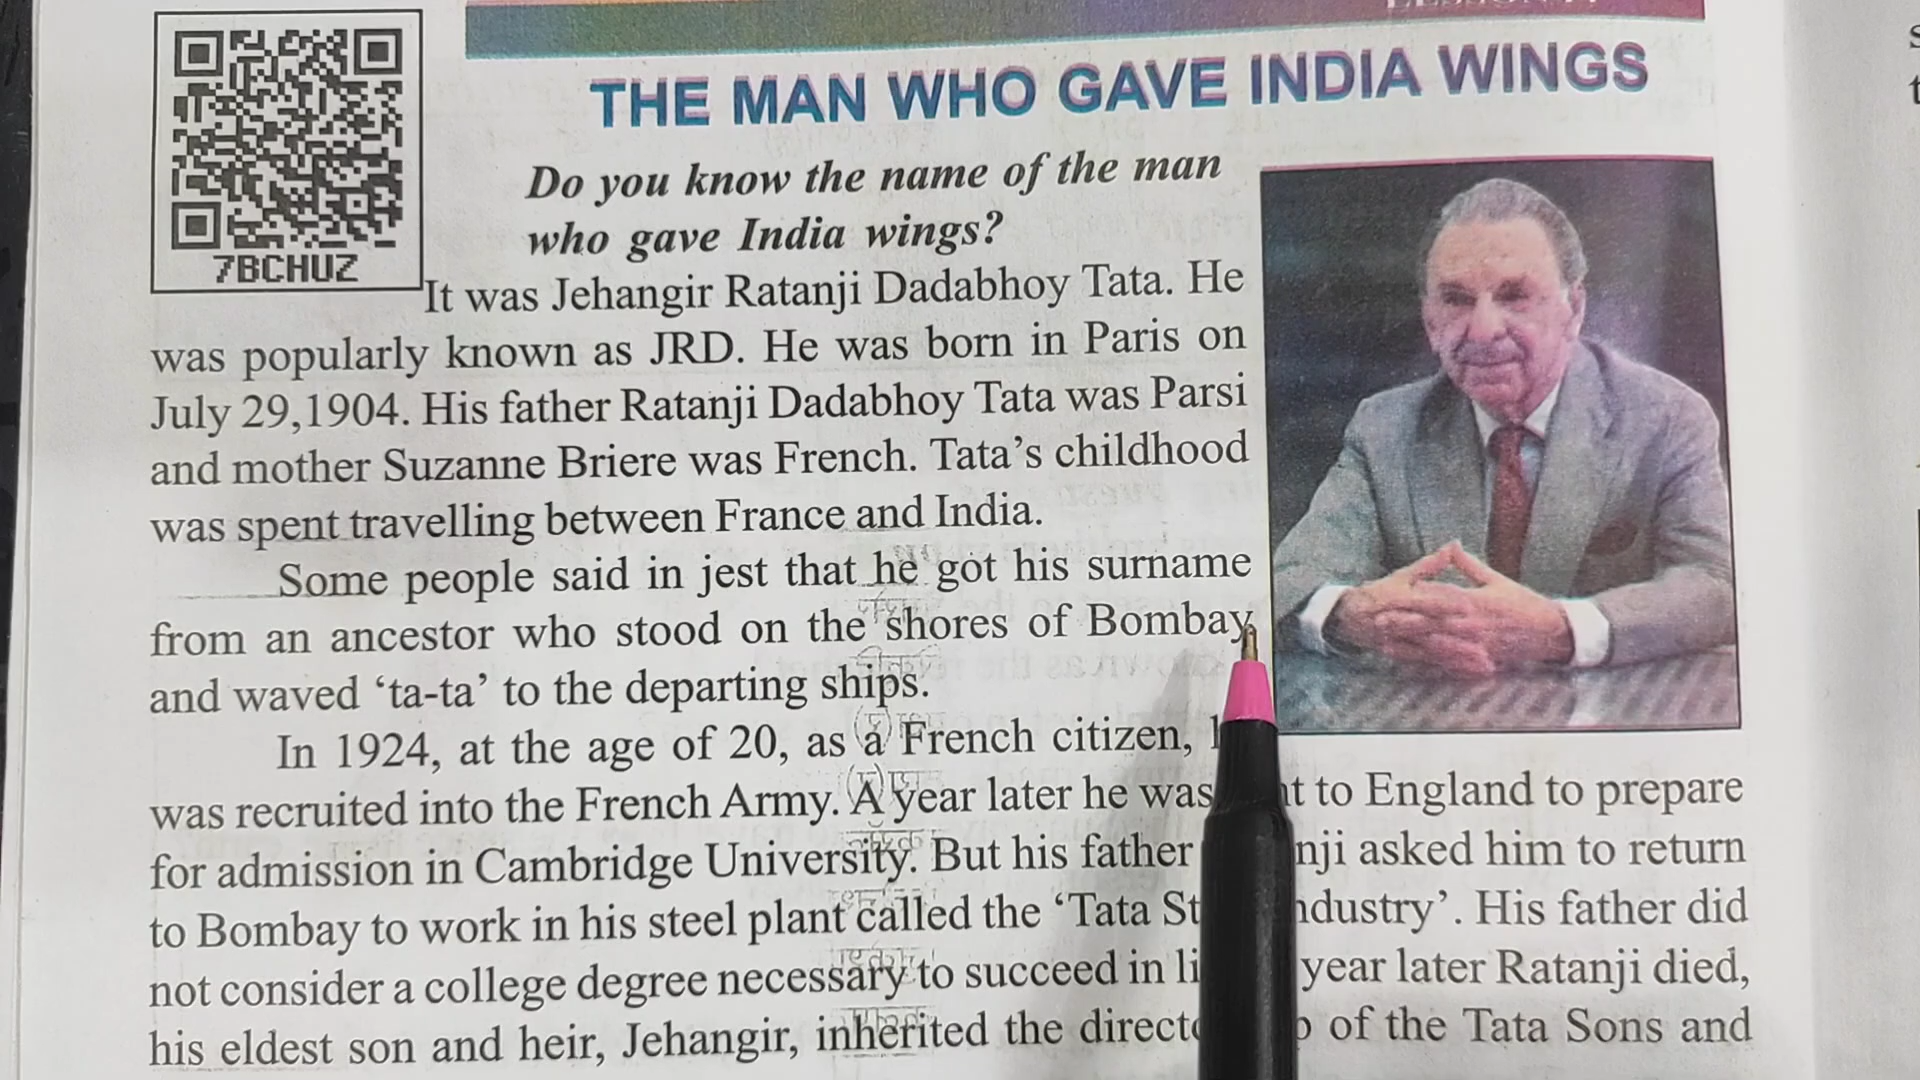 THE MAN WHO GAVE INDIA WINGS
7BCHUZ
Do you know the name of the man
who gave India wings?
It was Jehangir Ratanji Dadabhoy Tata. He
was popularly known as JRD. He was born in Paris on
July 29,1904. His father Ratanji Dadabhoy Tata was Parsi
and mother Suzanne Briere was French. Tata's childhood
was spent travelling between France and India.
Some people said in jest that he got his surname
from an ancestor who stood on the shores of Bombay
and waved ‘ta-ta’ to the departing ships.
In 1924, at the age of 20, as a French citizen,
was recruited into the French Army. A year later he was to England to prepare
for admission in Cambridge University. But his father asked him to return
to Bombay to work in his steel plant called the ‘Tata His father did
not consider a college degree necessary to succeed in year later Ratanji died,
his eldest son and heir, Jehangir, inherited the of the Tata Sons and